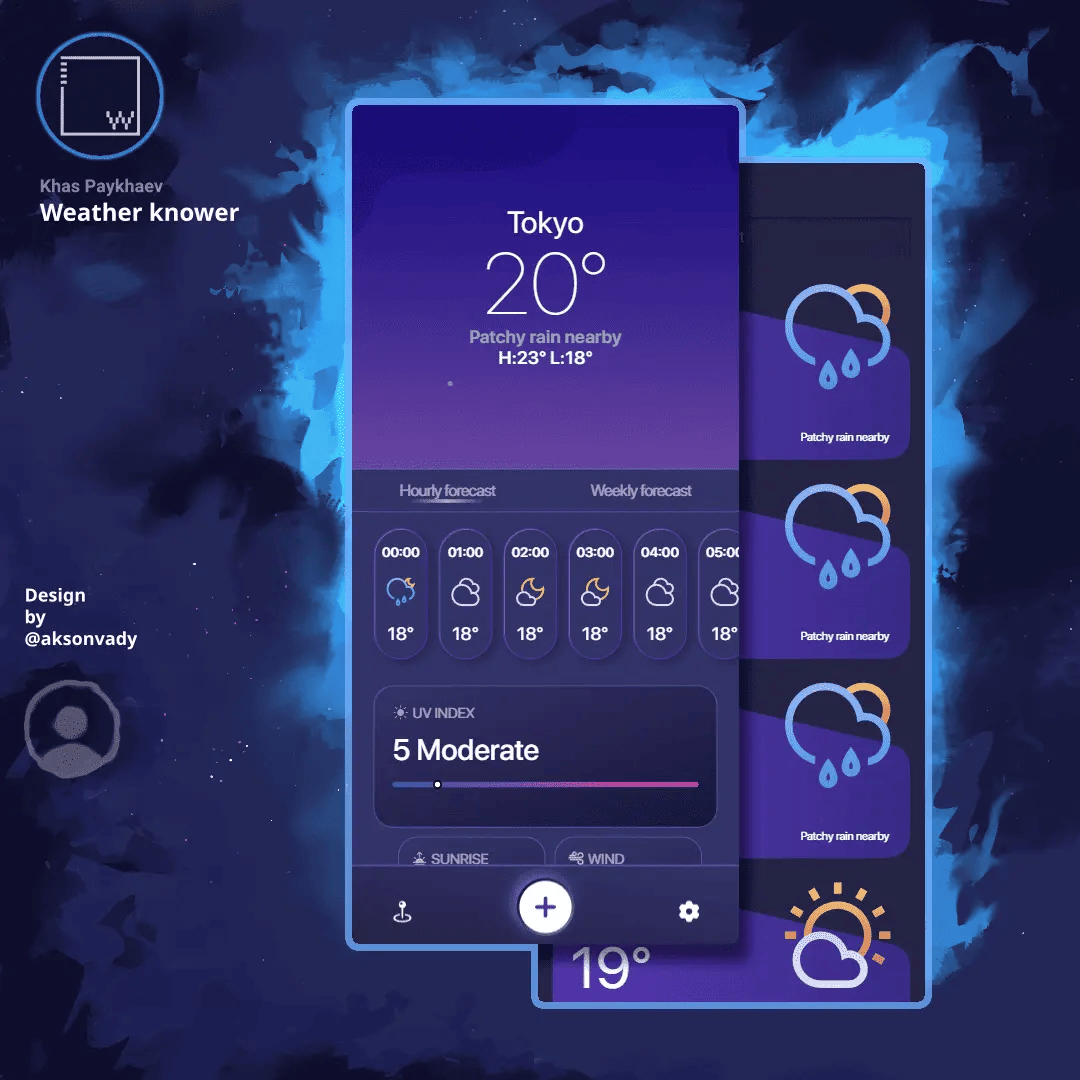 W
Khas Paykhaev
Weather knower
Tokyo
20°
Patchy rain nearby
H:23° L:18°
Hourly forecast Weekly forecast
00:00 01:00 02:00 03:00 04:00 05:00
18° 18° 18° 18° 18° 18°
UV INDEX
5 Moderate
SUNRISE WIND
Patchy rain nearby
Patchy rain nearby
Patchy rain nearby
19°
Design
by
@aksonvady